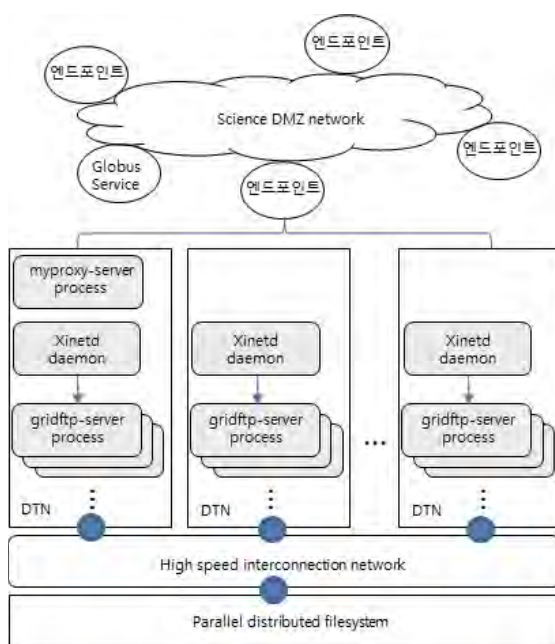 엔드포인트
엔드포인트
Science DMZ network
엔드포인트
Globus
Service
엔드포인트
myproxy-server
process
Xinetd
daemon
gridftp-server
process
DTN
Xinetd
daemon
gridftp-server
process
DTN
...
Xinetd
daemon
gridftp-server
process
DTN
High speed interconnection network
Parallel distributed filesystem